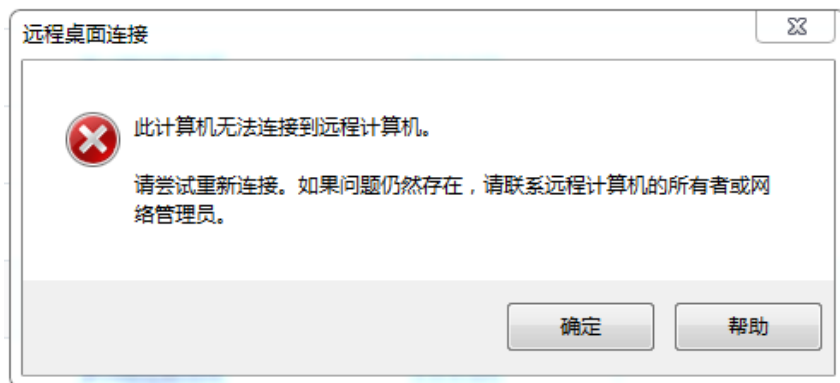 远程桌面连接
此计算机无法连接到远程计算机。
请尝试重新连接。如果问题仍然存在，请联系远程计算机的所有者或网
络管理员。
确定
帮助